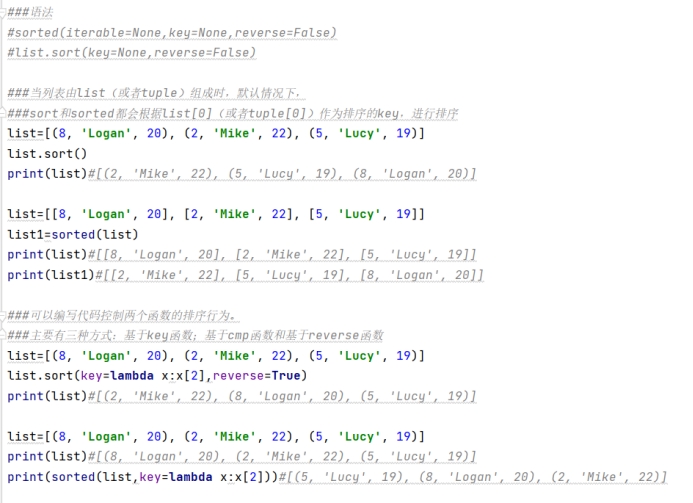 ###语法
#sorted(iterable=None,key=None,reverse=False)
#list.sort(key=None,reverse=False)
###当列表由list（或者tuple）组成时，默认情况下，
###sort和sorted都会根据list[0]（或者tuple[0]）作为排序的key，进行排序
list=[(8, 'Logan', 20), (2, 'Mike', 22), (5, 'Lucy', 19)]
list.sort()
print(list)#[(2, 'Mike', 22), (5, 'Lucy', 19), (8, 'Logan', 20)]
list=[[8, 'Logan', 20], [2, 'Mike', 22], [5, 'Lucy', 19]]
list1=sorted(list)
print(list)#[[8, 'Logan', 20], [2, 'Mike', 22], [5, 'Lucy', 19]]
print(list1)#[[2, 'Mike', 22], [5, 'Lucy', 19], [8, 'Logan', 20]]
###可以编写代码控制两个函数的排序行为。
###主要有三种方式：基于key函数；基于cmp函数和基于reverse函数
list=[(8, 'Logan', 20), (2, 'Mike', 22), (5, 'Lucy', 19)]
list.sort(key=lambda x:x[2],reverse=True)
print(list)#[(2, 'Mike', 22), (8, 'Logan', 20), (5, 'Lucy', 19)]
list=[(8, 'Logan', 20), (2, 'Mike', 22), (5, 'Lucy', 19)]
print(list)#[(8, 'Logan', 20), (2, 'Mike', 22), (5, 'Lucy', 19)]
print(sorted(list,key=lambda x:x[2]))#[(5, 'Lucy', 19), (8, 'Logan', 20), (2, 'Mike', 22)]